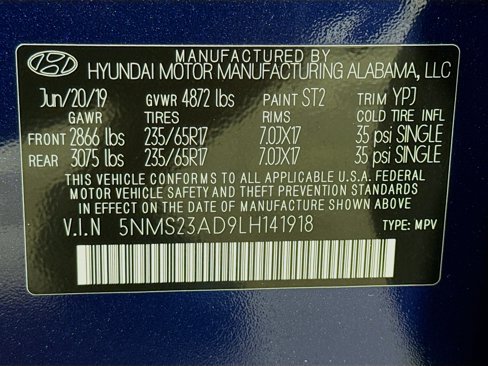 MANUFACTURED BY
HYUNDAI MOTOR MANUFACTURING ALABAMA, LLC
Jun/20/19 GVWR 4872 lbs PAINT ST2 TRIM YPJ
GAWR TIRES RIMS COLD TIRE INFL
FRONT 2866 lbs 235/65R17 7.0JX17 35 psi SINGLE
REAR 3075 lbs 235/65R17 7.0JX17 35 psi SINGLE
THIS VEHICLE CONFORMS TO ALL APPLICABLE U.S.A. FEDERAL
MOTOR VEHICLE SAFETY AND THEFT PREVENTION STANDARDS
IN EFFECT ON THE DATE OF MANUFACTURE SHOWN ABOVE.
V.I.N 5NMS23AD9LH141918 TYPE: MPV